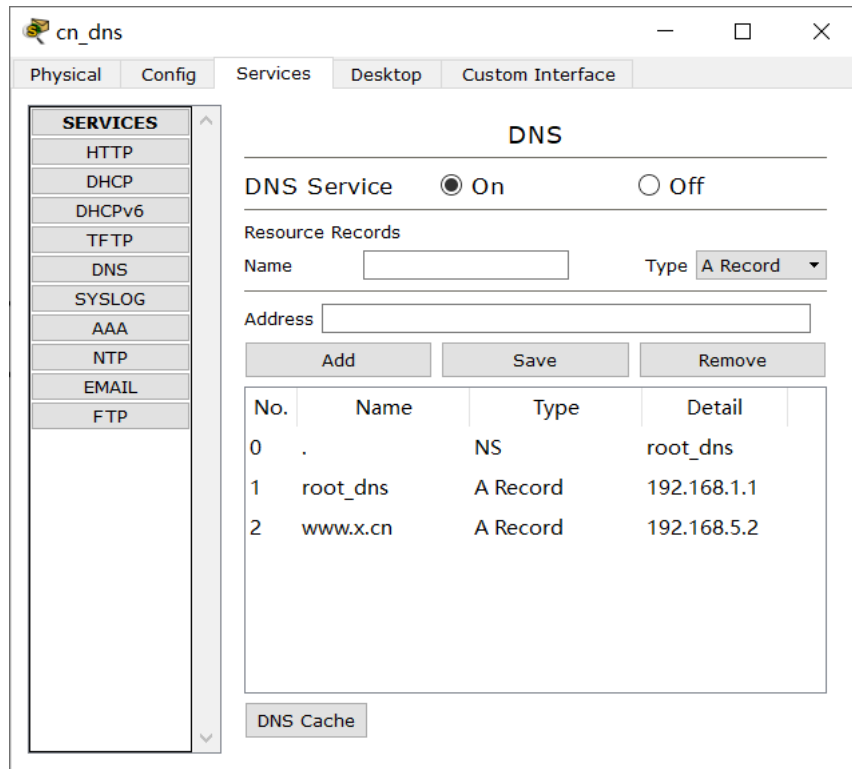 cn_dns
Physical Config Services Desktop Custom Interface
SERVICES
HTTP
DHCP
DHCPv6
TFTP
DNS
SYSLOG
AAA
NTP
EMAIL
FTP
DNS
DNS Service On Off
Resource Records
Name Type A Record
Address
Add Save Remove
No. Name Type Detail
0 . NS root_dns
1 root_dns A Record 192.168.1.1
2 www.x.cn A Record 192.168.5.2
DNS Cache